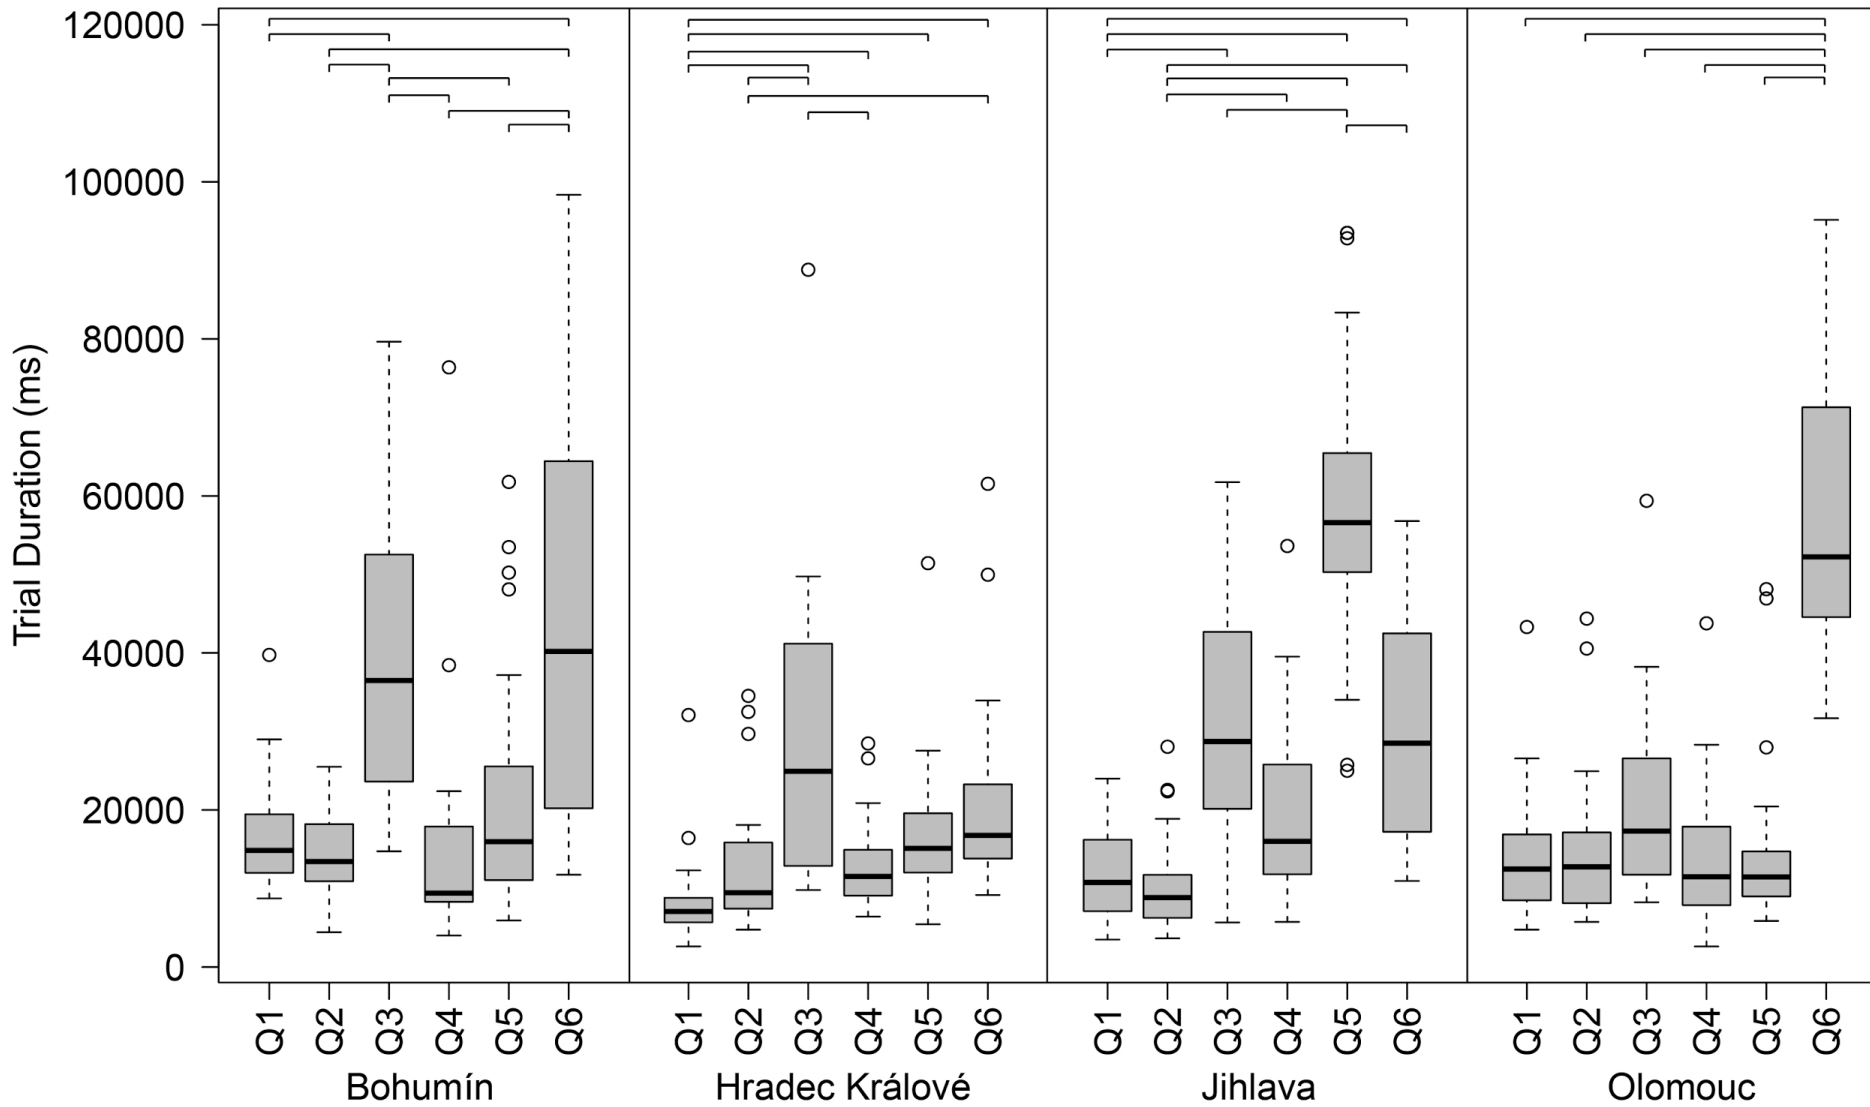 Trial Duration (ms)
120000
100000
80000
60000
40000
20000
0
Q1 Q2 Q3 Q4 Q5 Q6 Q1 Q2 Q3 Q4 Q5 Q6 Q1 Q2 Q3 Q4 Q5 Q6 Q1 Q2 Q3 Q4 Q5 Q6
Bohumín Hradec Králové Jihlava Olomouc